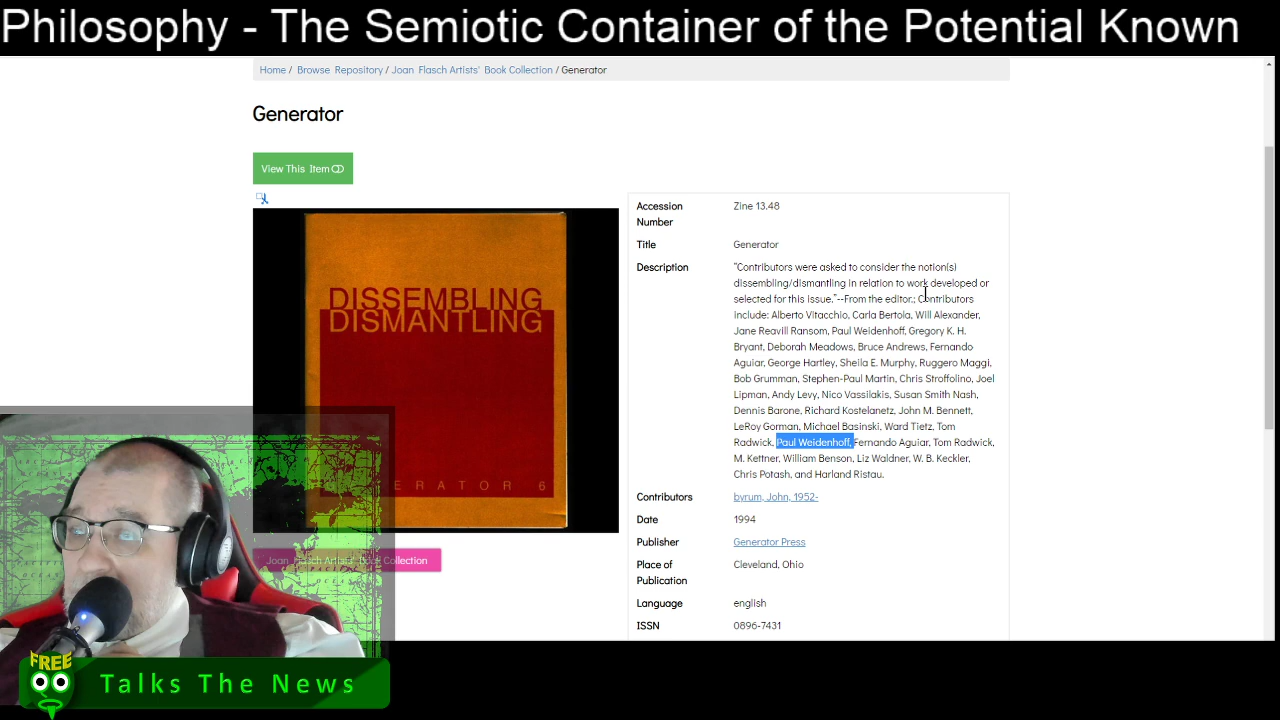 Philosophy - The Semiotic Container of the Potential Known
Home / Browse Repository / Joan Flasch Artists' Book Collection / Generator
Generator
View This Item
DISSEMBLING
DISMANTLING
ERATOR 6
Joan Flasch Artists' Book Collection
Accession Number Zine 13.48
Title Generator
Description "Contributors were asked to consider the notion(s)
dissembling/dismantling in relation to work developed or
selected for this issue."--From the editor.; Contributors
include: Alberto Vitacchio, Carla Bertola, Will Alexander,
Jane Reavill Ransom, Paul Weidenhoff, Gregory K. H.
Bryant, Deborah Meadows, Bruce Andrews, Fernando
Aguiar, George Hartley, Sheila E. Murphy, Ruggero Maggi,
Bob Grumman, Stephen-Paul Martin, Chris Stroffolino, Joel
Lipman, Andy Levy, Nico Vassilakis, Susan Smith Nash,
Dennis Barone, Richard Kostelanetz, John M. Bennett,
LeRoy Gorman, Michael Basinski, Ward Tietz, Tom
Radwick, Paul Weidenhoff, Fernando Aguiar, Tom Radwick,
M. Kettner, William Benson, Liz Waldner, W. B. Keckler,
Chris Potash, and Harland Ristau.
Contributors byrum, John, 1952-
Date 1994
Publisher Generator Press
Place of Publication Cleveland, Ohio
Language english
ISSN 0896-7431
FREE
Talks The News